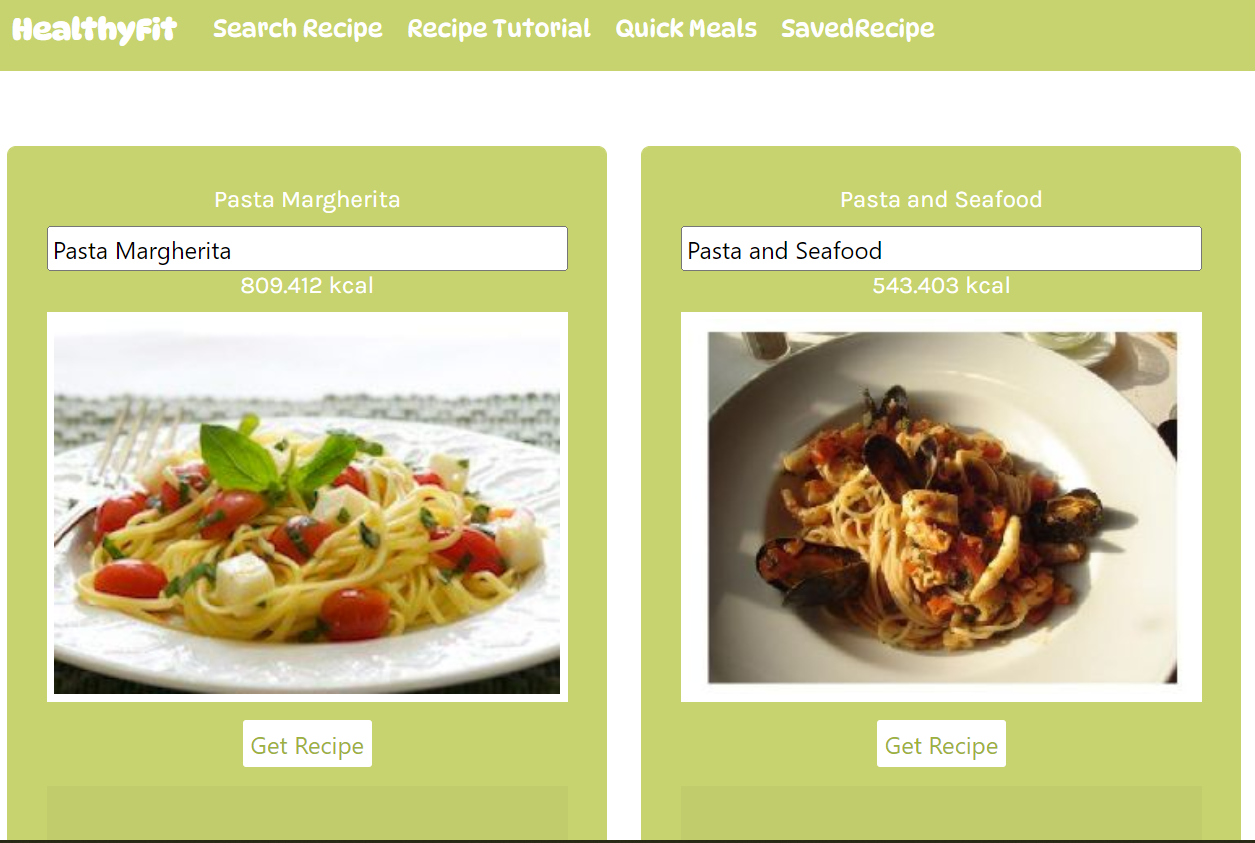 HealthyFit Search Recipe Recipe Tutorial Quick Meals SavedRecipe
Pasta Margherita
Pasta Margherita
809.412 kcal
Get Recipe
Pasta and Seafood
Pasta and Seafood
543.403 kcal
Get Recipe